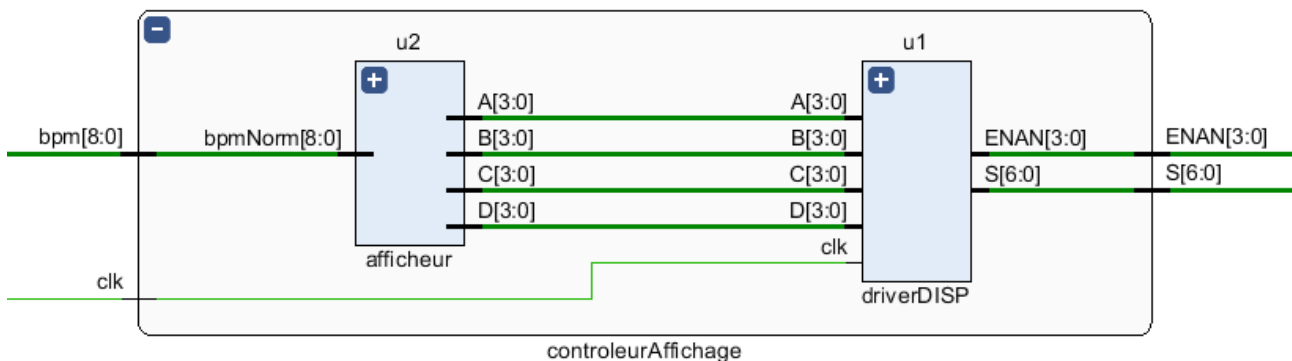 u2
u1
A[3:0]
A[3:0]
bpm[8:0]
bpmNorm[8:0]
B[3:0]
B[3:0]
ENAN[3:0]
ENAN[3:0]
C[3:0]
C[3:0]
S[6:0]
S[6:0]
D[3:0]
D[3:0]
afficheur
clk
clk
driverDISP
controleurAffichage